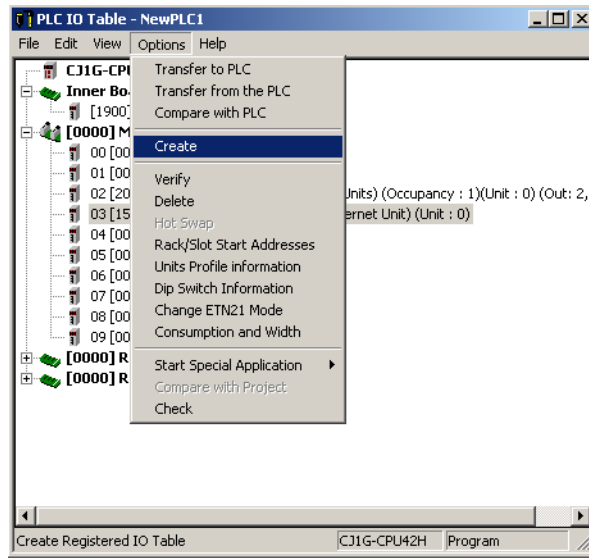 PLC IO Table - NewPLC1
File Edit View Options Help
CJ1G-CPU
Inner Bo
[1900]
[0000] M
00 [00
01 [00
02 [20
Units) (Occupancy : 1)(Unit : 0) (Out: 2,
03 [15
ernet Unit) (Unit : 0)
04 [00
05 [00
06 [00
07 [00
08 [00
09 [00
[0000] R
[0000] R
Transfer to PLC
Transfer from the PLC
Compare with PLC
Create
Verify
Delete
Hot Swap
Rack/Slot Start Addresses
Units Profile information
Dip Switch Information
Change ETN21 Mode
Consumption and Width
Start Special Application
Compare with Project
Check
Create Registered IO Table CJ1G-CPU42H Program